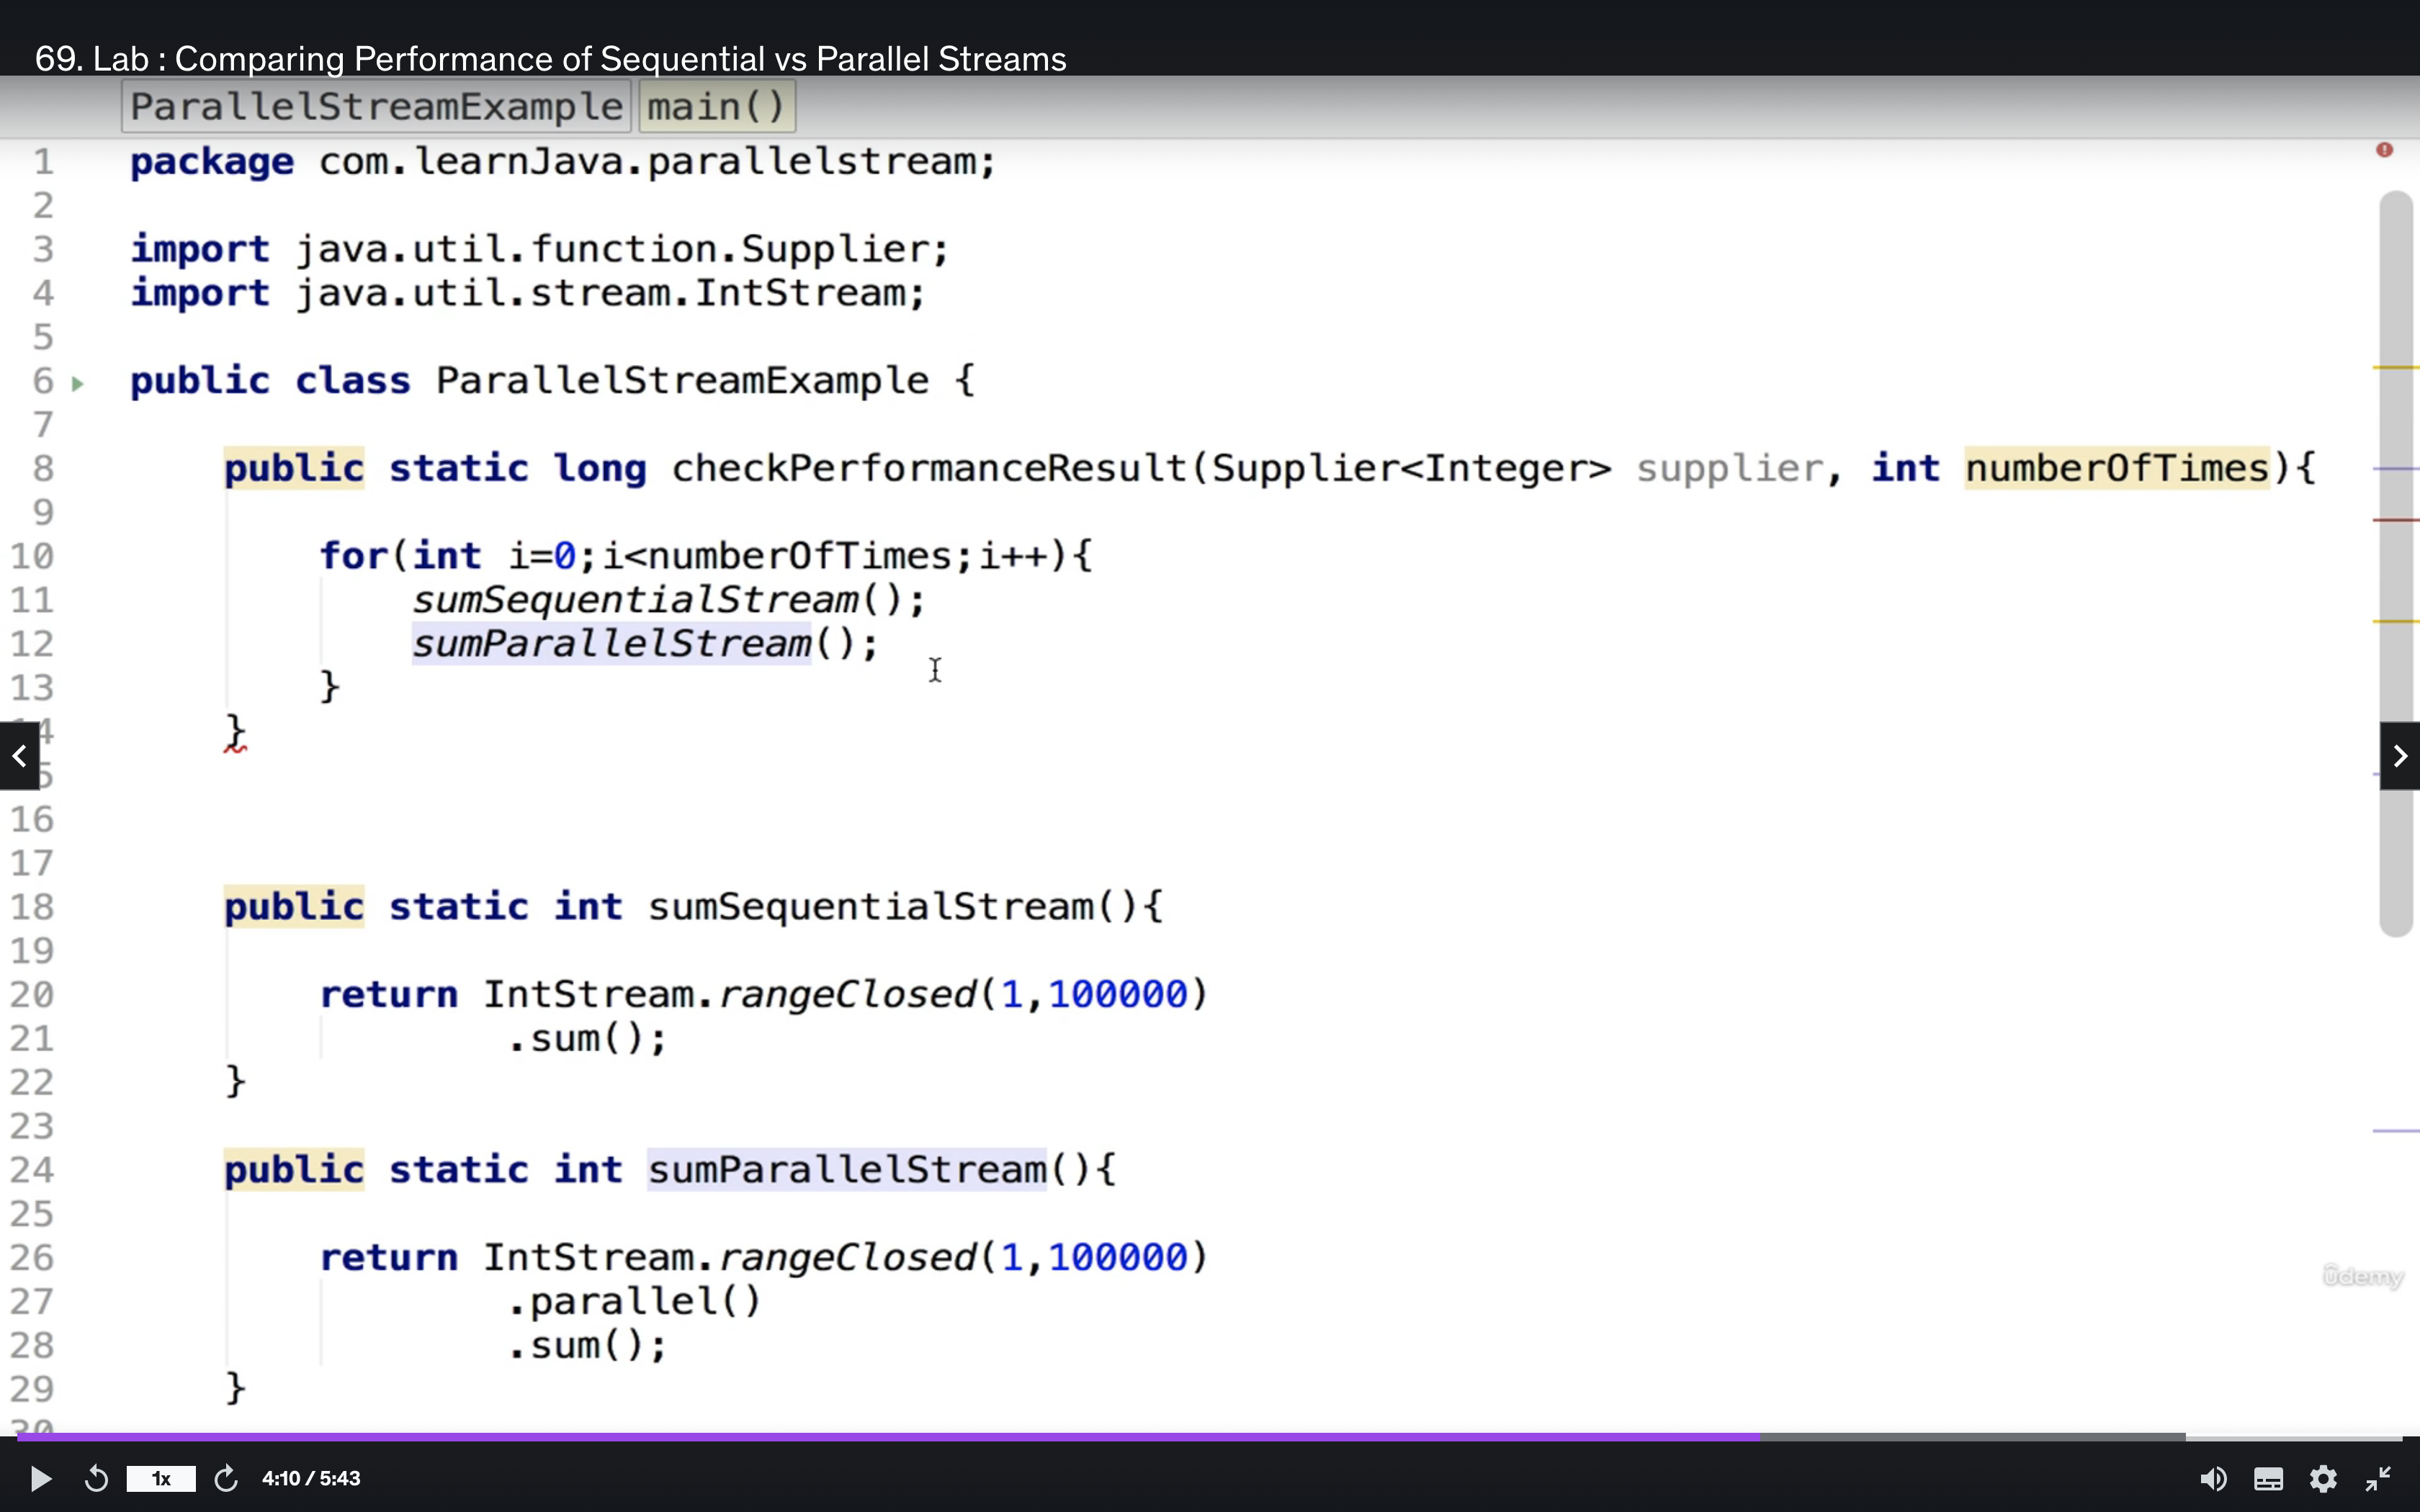 69. Lab : Comparing Performance of Sequential vs Parallel Streams
ParallelStreamExample main()
1 package com.learnJava.parallelstream;
2
3 import java.util.function.Supplier;
4 import java.util.stream.IntStream;
5
6 public class ParallelStreamExample {
7
8 public static long checkPerformanceResult(Supplier<Integer> supplier, int numberOfTimes){
9
10 for(int i=0;i<numberOfTimes;i++){
11 sumSequentialStream();
12 sumParallelStream();
13 }
4 }
5
16
17
18 public static int sumSequentialStream(){
19
20 return IntStream.rangeClosed(1,100000)
21 .sum();
22 }
23
24 public static int sumParallelStream(){
25
26 return IntStream.rangeClosed(1,100000)
27 .parallel()
28 .sum();
29 }
30
ûdemy
1x 4:10 / 5:43